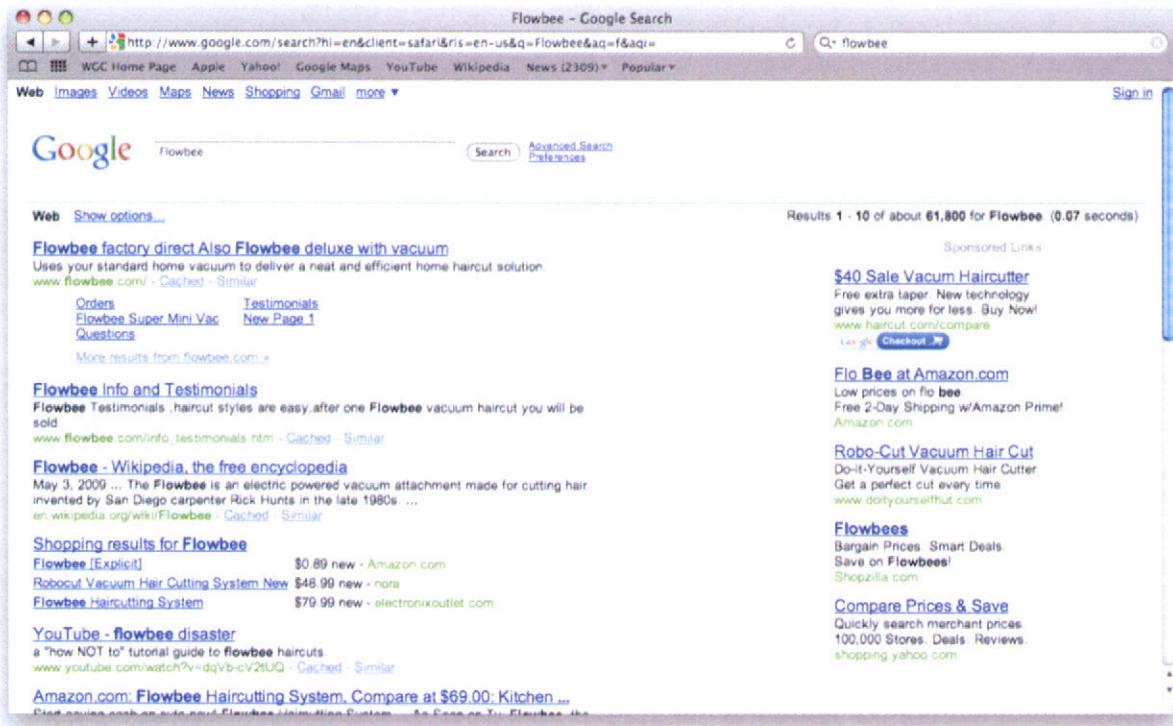 Flowbee - Google Search
http://www.google.com/search?hl=en&client=safari&rls=en-us&q=Flowbee&aq=f&aqi=
flowbee
WGC Home Page Apple Yahoo! Google Maps YouTube Wikipedia News (2309) Popular
Web Images Videos Maps News Shopping Gmail more ▼
Sign in
Google
Flowbee
Search
Advanced Search
Preferences
Web Show options...
Results 1 - 10 of about 61,800 for Flowbee. (0.07 seconds)
Flowbee factory direct Also Flowbee deluxe with vacuum
Uses your standard home vacuum to deliver a neat and efficient home haircut solution.
www.flowbee.com/ - Cached - Similar
Orders
Testimonials
Flowbee Super Mini Vac
New Page 1
Questions
More results from flowbee.com »
Flowbee Info and Testimonials
Flowbee Testimonials ,haircut styles are easy,after one Flowbee vacuum haircut you will be
sold
www.flowbee.com/info_testimonials.htm - Cached - Similar
Flowbee - Wikipedia, the free encyclopedia
May 3, 2009 ... The Flowbee is an electric powered vacuum attachment made for cutting hair
invented by San Diego carpenter Rick Hunts in the late 1980s. ...
en.wikipedia.org/wiki/Flowbee - Cached - Similar
Shopping results for Flowbee
Flowbee [Explicit] $0.89 new - Amazon.com
Robocut Vacuum Hair Cutting System New $48.99 new - nora
Flowbee Haircutting System $79.99 new - electronixoutlet.com
YouTube - flowbee disaster
a "how NOT to" tutorial guide to flowbee haircuts.
www.youtube.com/watch?v=dqVb-cV2tUQ - Cached - Similar
Amazon.com: Flowbee Haircutting System, Compare at $69.00: Kitchen ...
Sponsored Links
$40 Sale Vacum Haircutter
Free extra taper. New technology
gives you more for less. Buy Now!
www.haircut.com/compare
Google Checkout
Flo Bee at Amazon.com
Low prices on flo bee.
Free 2-Day Shipping w/Amazon Prime!
Amazon.com
Robo-Cut Vacuum Hair Cut
Do-It-Yourself Vacuum Hair Cutter
Get a perfect cut every time
www.doityourselfhut.com
Flowbees
Bargain Prices. Smart Deals.
Save on Flowbees!
Shopzilla.com
Compare Prices & Save
Quickly search merchant prices.
100,000 Stores. Deals. Reviews.
shopping.yahoo.com